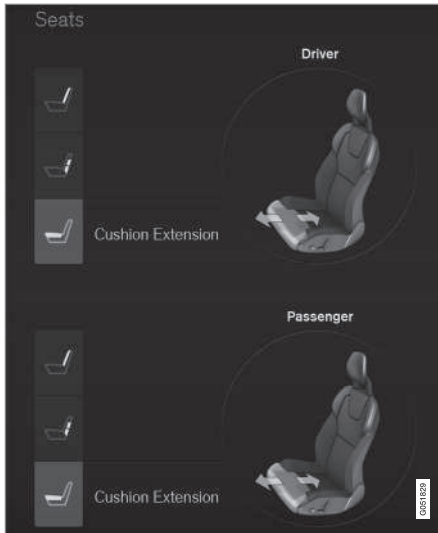 Seats
Driver
Cushion Extension
Passenger
Cushion Extension
G051829